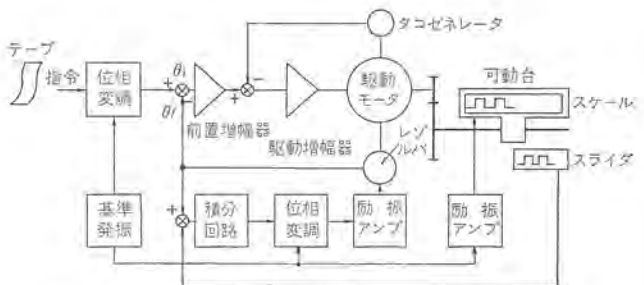 テープ
指令
位相
変調
+
θi
θf
前置増幅器
+
−
駆動増幅器
タコゼネレータ
駆動
モータ
レゾ
ルバ
可動台
スケール
スライダ
基準
発振
+
積分
回路
位相
変調
励振
アンプ
励振
アンプ